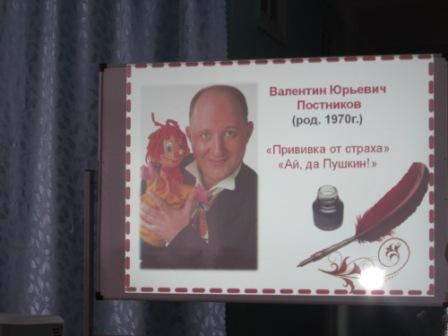 Валентин Юрьевич
Постников
(род. 1970г.)
«Прививка от страха»
«Ай, да Пушкин!»